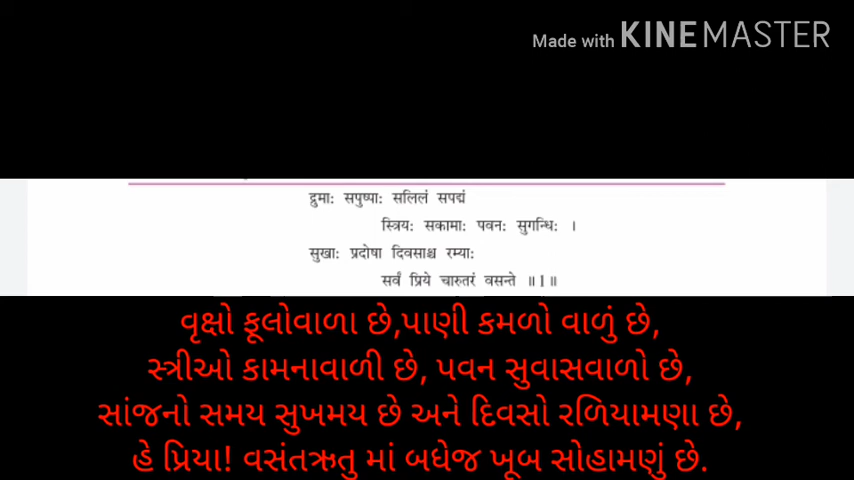 Made with KINEMASTER
द्रुमाः सपुष्पाः सलिलं सपद्मं
स्त्रियः सकामाः पवनः सुगन्धिः ।
सुखाः प्रदोषा दिवसाश्च रम्याः
सर्वं प्रिये चारुतरं वसन्ते ॥1॥
વૃક્ષો ફૂલોવાળા છે,પાણી કમળો વાળું છે,
સ્ત્રીઓ કામનાવાળી છે, પવન સુવાસવાળો છે,
સાંજનો સમય સુખમય છે અને દિવસો રળિયામણા છે,
હે પ્રિયા! વસંતઋતુ માં બધેજ ખૂબ સોહામણું છે.